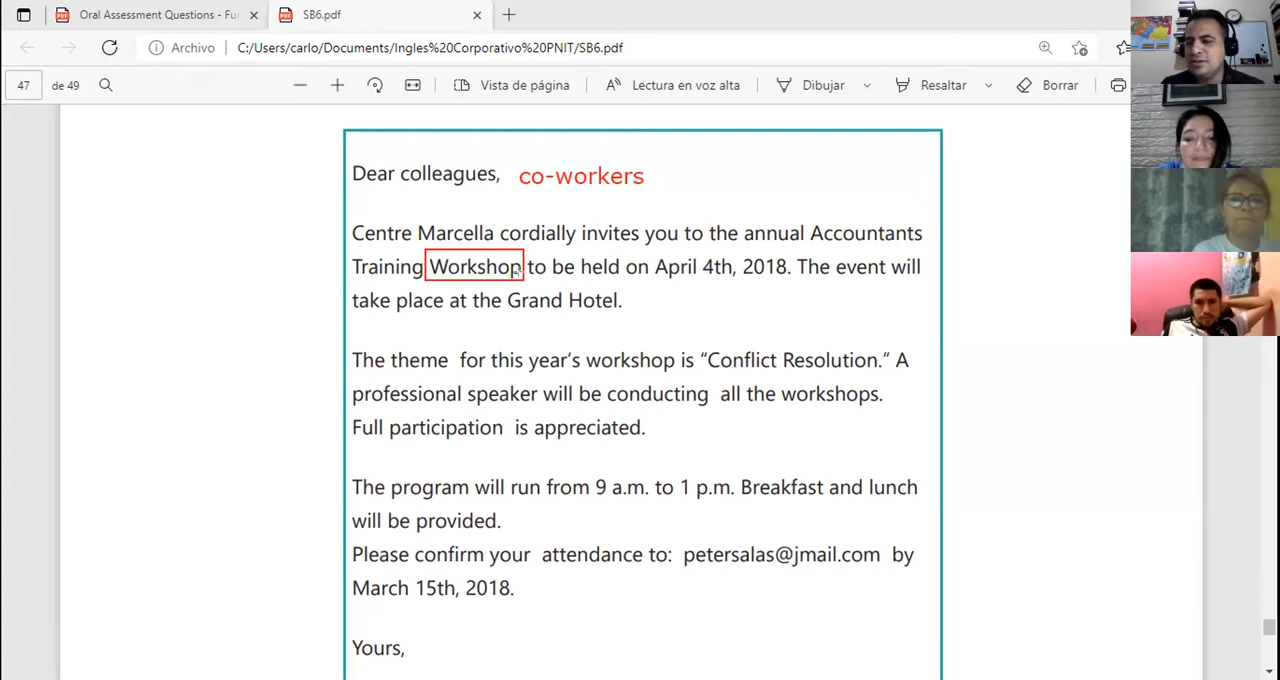 Oral Assessment Questions - Fu
SB6.pdf
Archivo
C:/Users/carlo/Documents/Ingles%20Corporativo%20PNIT/SB6.pdf
47 de 49
Vista de página
Lectura en voz alta
Dibujar
Resaltar
Borrar
Dear colleagues, co-workers
Centre Marcella cordially invites you to the annual Accountants
Training Workshop to be held on April 4th, 2018. The event will
take place at the Grand Hotel.
The theme for this year's workshop is “Conflict Resolution.” A
professional speaker will be conducting all the workshops.
Full participation is appreciated.
The program will run from 9 a.m. to 1 p.m. Breakfast and lunch
will be provided.
Please confirm your attendance to: petersalas@jmail.com by
March 15th, 2018.
Yours,